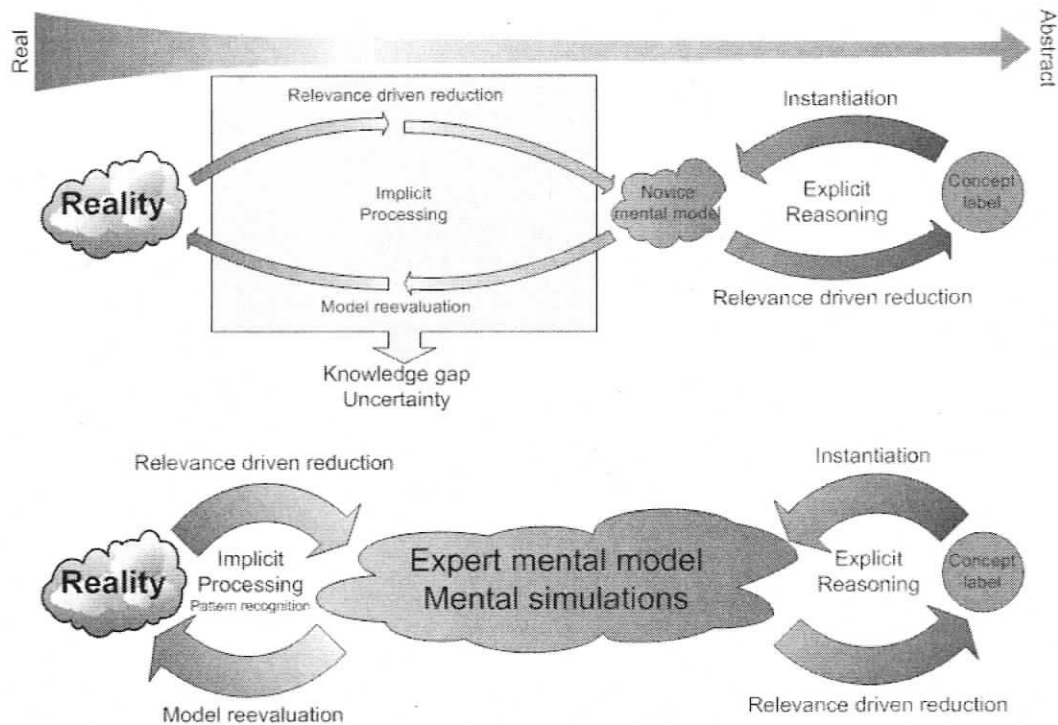 Real
Abstract
Relevance driven reduction
Instantiation
Reality
Implicit
Processing
Novice
mental model
Explicit
Reasoning
Concept
label
Model reevaluation
Relevance driven reduction
Knowledge gap
Uncertainty
Relevance driven reduction
Instantiation
Reality
Implicit
Processing
Pattern recognition
Expert mental model
Mental simulations
Explicit
Reasoning
Concept
label
Model reevaluation
Relevance driven reduction